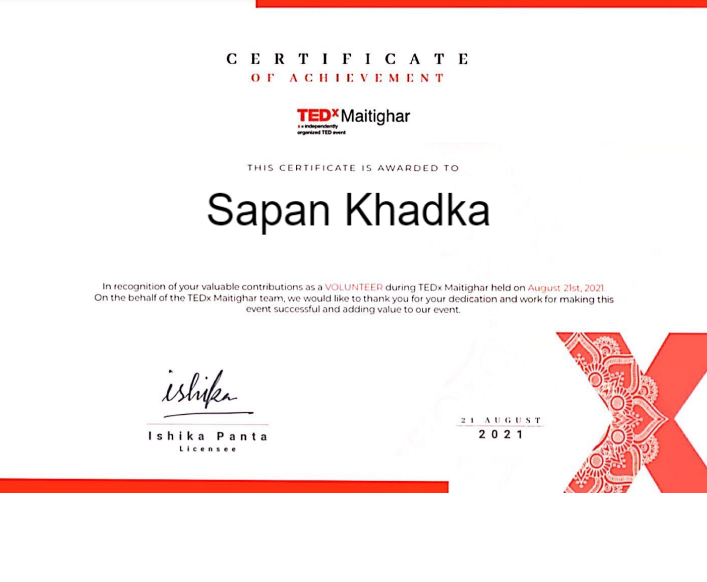 CERTIFICATE
OF ACHIEVEMENT
TEDx Maitighar
x = independently
organized TED event
THIS CERTIFICATE IS AWARDED TO
Sapan Khadka
In recognition of your valuable contributions as a VOLUNTEER during TEDx Maitighar held on August 21st, 2021.
On the behalf of the TEDx Maitighar team, we would like to thank you for your dedication and work for making this
event successful and adding value to our event.
ishika
Ishika Panta
Licensee
21 AUGUST
2021